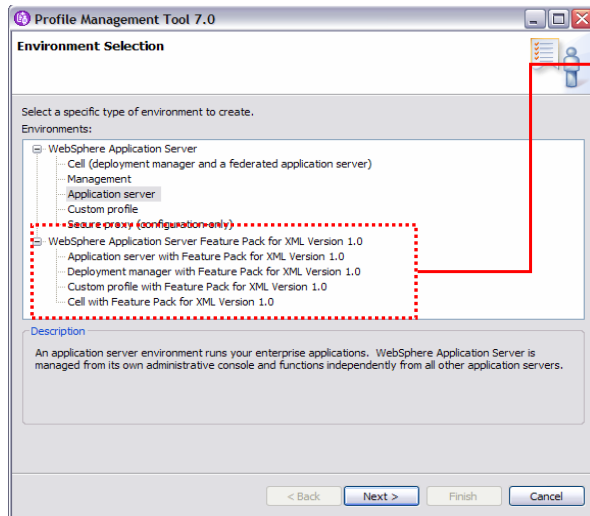 Profile Management Tool 7.0
Environment Selection
Select a specific type of environment to create.
Environments:
WebSphere Application Server
Cell (deployment manager and a federated application server)
Management
Application server
Custom profile
Secure proxy (configuration-only)
WebSphere Application Server Feature Pack for XML Version 1.0
Application server with Feature Pack for XML Version 1.0
Deployment manager with Feature Pack for XML Version 1.0
Custom profile with Feature Pack for XML Version 1.0
Cell with Feature Pack for XML Version 1.0
Description
An application server environment runs your enterprise applications. WebSphere Application Server is
managed from its own administrative console and functions independently from all other application servers.
< Back Next > Finish Cancel